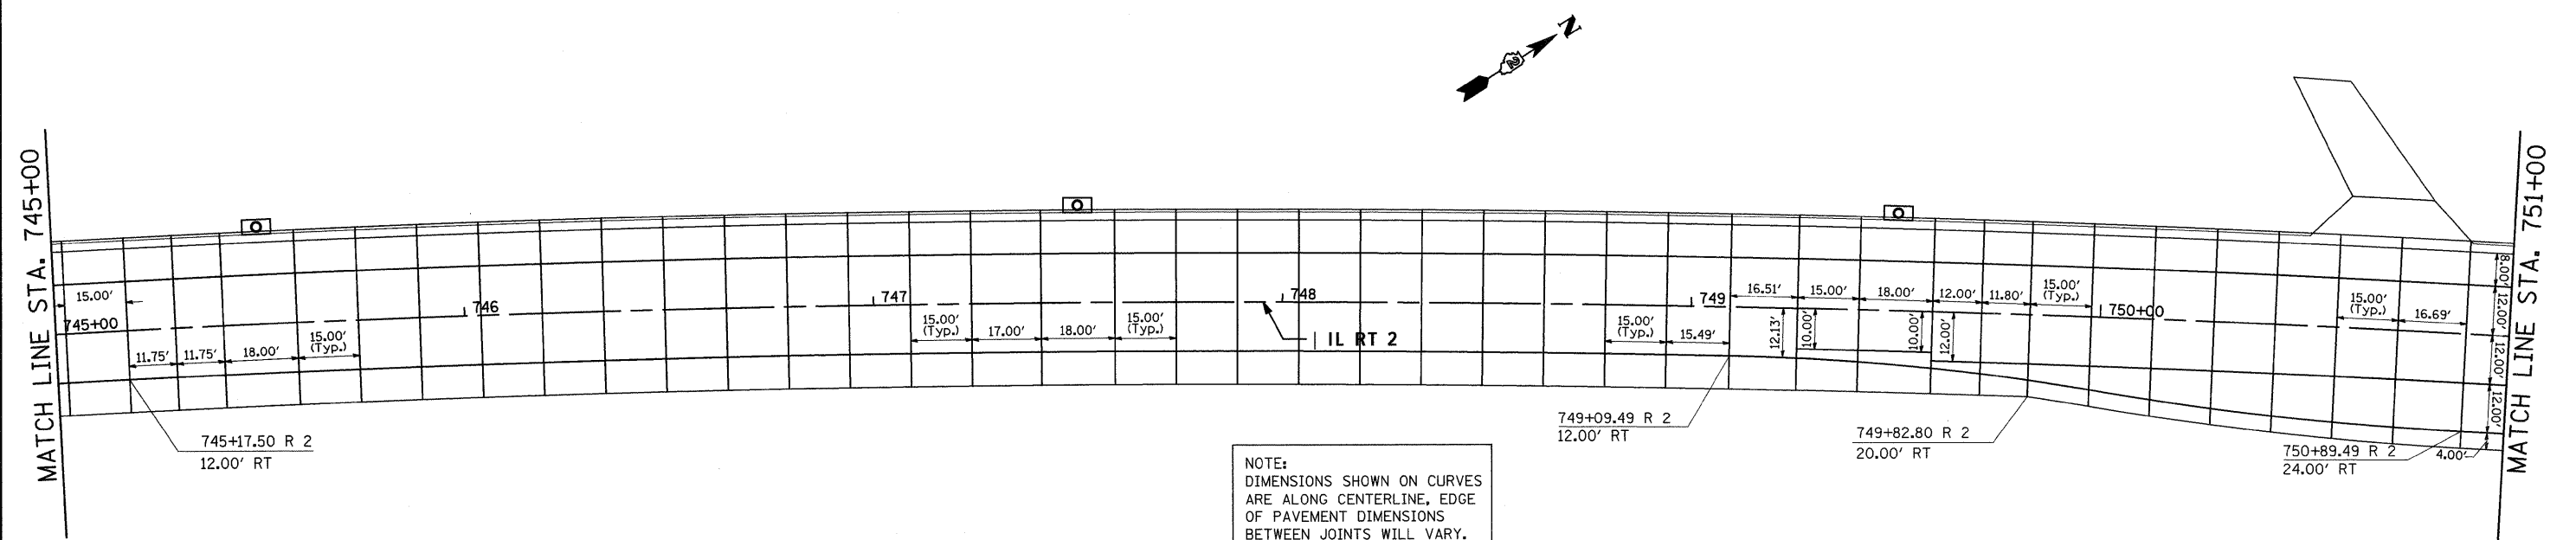 N
2
MATCH LINE STA. 745+00
MATCH LINE STA. 751+00
15.00'
745+00
11.75'
11.75'
18.00'
15.00'
(Typ.)
746
747
15.00'
(Typ.)
17.00'
18.00'
15.00'
(Typ.)
748
IL RT 2
15.00'
(Typ.)
15.49'
749
16.51'
15.00'
18.00'
12.00'
11.80'
15.00'
(Typ.)
750+00
12.13'
10.00'
10.00'
12.00'
15.00'
(Typ.)
16.69'
8.00'
12.00'
12.00'
12.00'
4.00'
745+17.50 R 2
12.00' RT
749+09.49 R 2
12.00' RT
749+82.80 R 2
20.00' RT
750+89.49 R 2
24.00' RT
NOTE:
DIMENSIONS SHOWN ON CURVES
ARE ALONG CENTERLINE, EDGE
OF PAVEMENT DIMENSIONS
BETWEEN JOINTS WILL VARY.